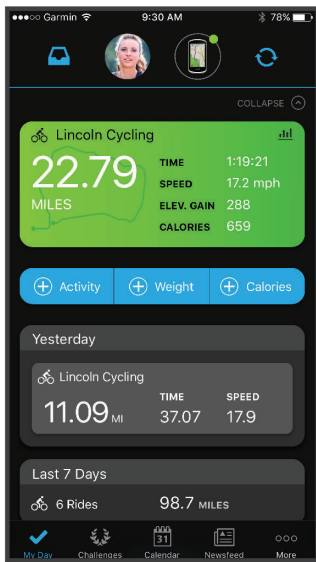 Garmin 9:30 AM 78%
COLLAPSE
Lincoln Cycling
22.79
MILES
TIME 1:19:21
SPEED 17.2 mph
ELEV. GAIN 288
CALORIES 659
Activity Weight Calories
Yesterday
Lincoln Cycling
11.09 MI
TIME SPEED
37.07 17.9
Last 7 Days
6 Rides 98.7 MILES
31
My Day Challenges Calendar Newsfeed More